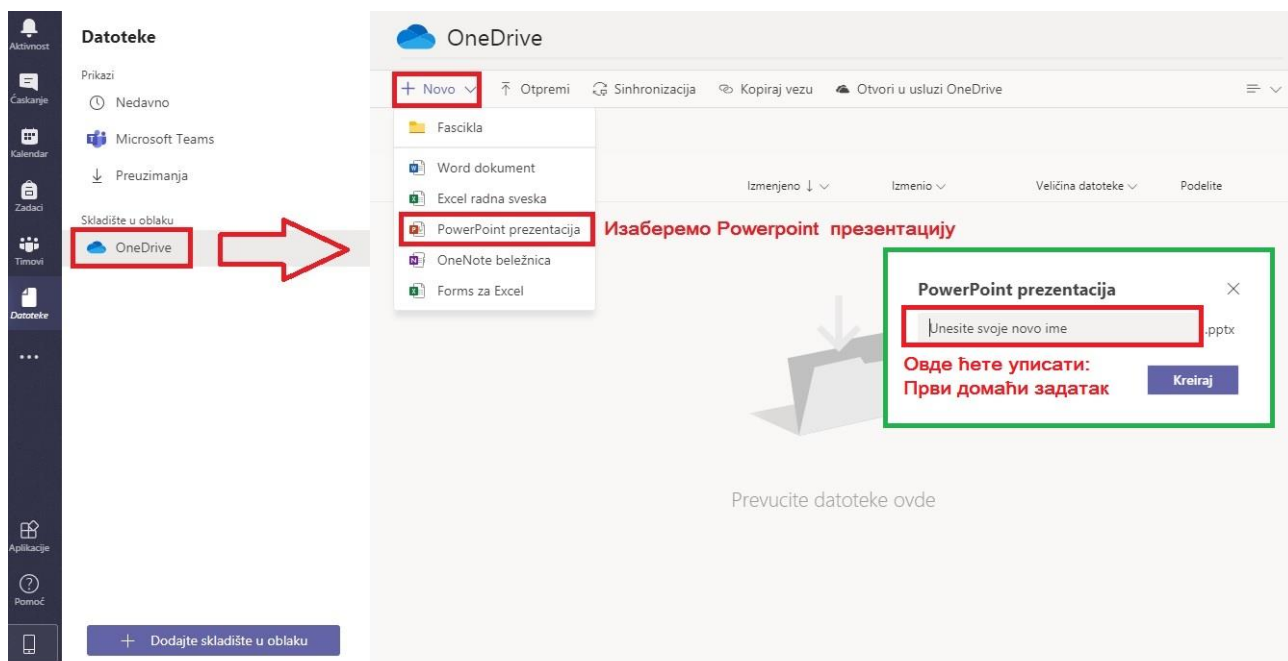 Aktivnost
Ćaskanje
Kalendar
Zadaci
Timovi
Datoteke
Aplikacije
Pomoć
Datoteke
Prikazi
Nedavno
Microsoft Teams
Preuzimanja
Skladište u oblaku
OneDrive
+ Dodajte skladište u oblaku
OneDrive
+ Novo
Otpremi
Sinhronizacija
Kopiraj vezu
Otvori u usluzi OneDrive
Fascikla
Word dokument
Excel radna sveska
PowerPoint prezentacija
OneNote beležnica
Forms za Excel
Изаберемо Powerpoint презентацију
Izmenjeno ↓
Izmenio
Veličina datoteke
Podelite
PowerPoint prezentacija
Unesite svoje novo ime
.pptx
Овде ћете уписати:
Први домаћи задатак
Kreiraj
Prevucite datoteke ovde